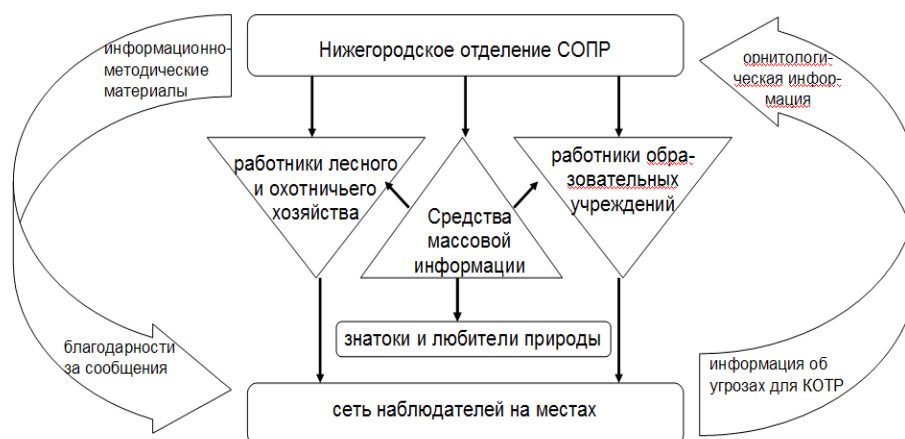 Нижегородское отделение СОПР
информационно-
методические
материалы
орнитологи-
ческая инфор-
мация
работники лесного
и охотничьего
хозяйства
работники обра-
зовательных
учреждений
Средства
массовой
информации
знатоки и любители природы
благодарности
за сообщения
информация об
угрозах для КОТР
сеть наблюдателей на местах